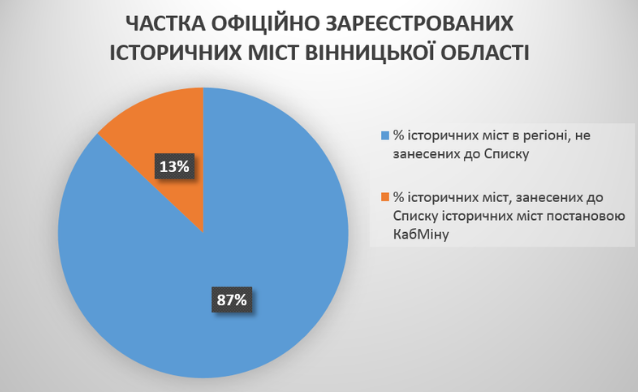 ЧАСТКА ОФІЦІЙНО ЗАРЕЄСТРОВАНИХ
ІСТОРИЧНИХ МІСТ ВІННИЦЬКОЇ ОБЛАСТІ
13%
87%
% історичних міст в регіоні, не
занесених до Списку
% історичних міст, занесених до
Списку історичних міст постановою
КабМіну